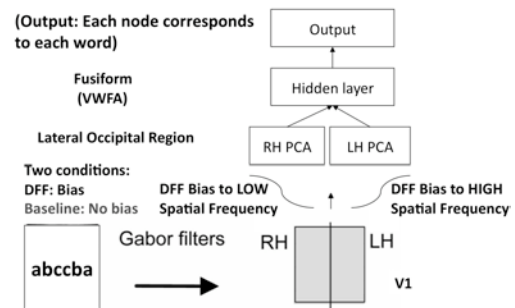 (Output: Each node corresponds
to each word)
Output
Fusiform
(VWFA)
Hidden layer
Lateral Occipital Region
RH PCA
LH PCA
Two conditions:
DFF: Bias
Baseline: No bias
DFF Bias to LOW
Spatial Frequency
DFF Bias to HIGH
Spatial Frequency
abccba
Gabor filters
RH
LH
V1